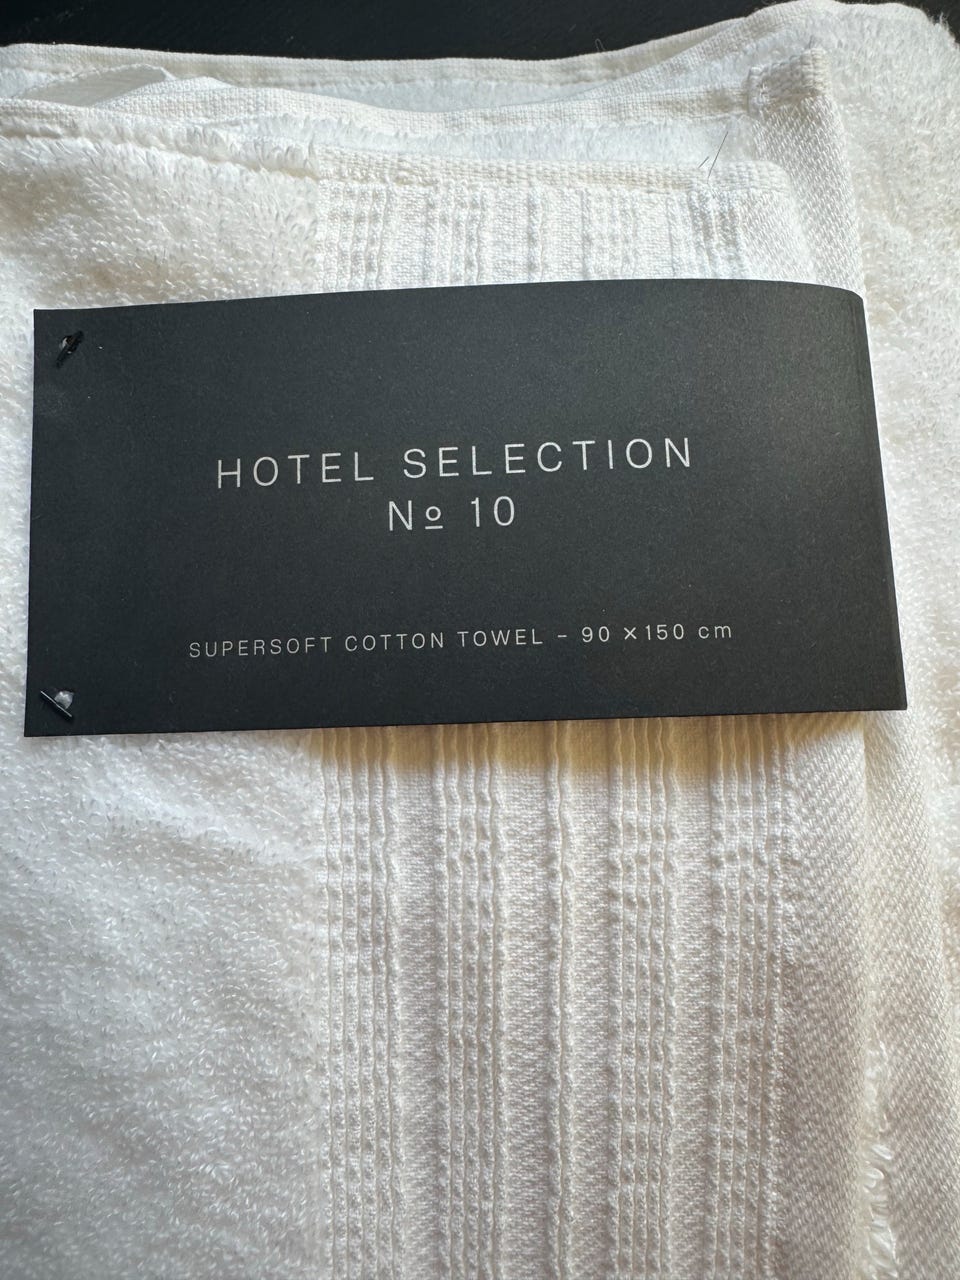 HOTEL SELECTION
Nº 10
SUPERSOFT COTTON TOWEL – 90 ×150 cm